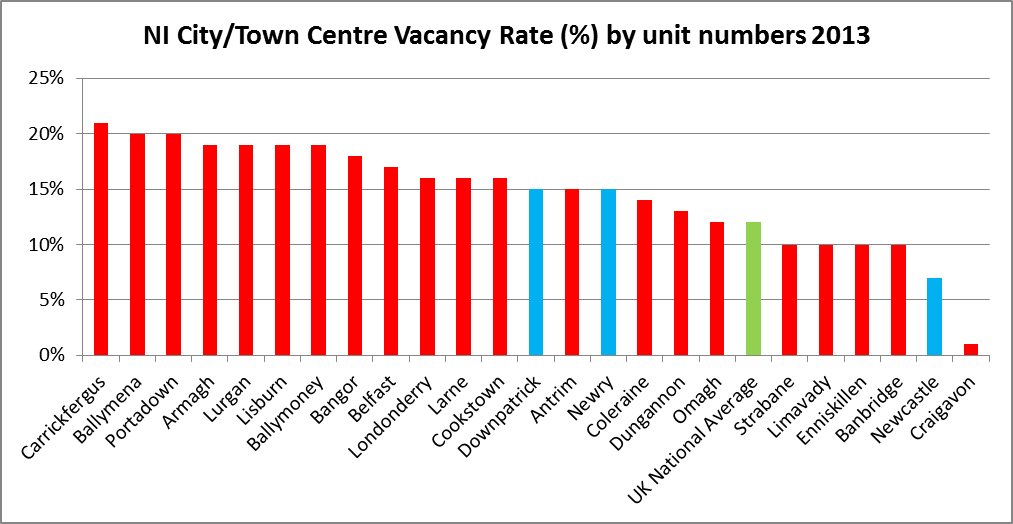 NI City/Town Centre Vacancy Rate (%) by unit numbers 2013
25%
20%
15%
10%
5%
0%
Carrickfergus
Ballymena
Portadown
Armagh
Lurgan
Lisburn
Ballymoney
Bangor
Belfast
Londonderry
Larne
Cookstown
Downpatrick
Antrim
Newry
Coleraine
Dungannon
Omagh
UK National Average
Strabane
Limavady
Enniskillen
Banbridge
Newcastle
Craigavon